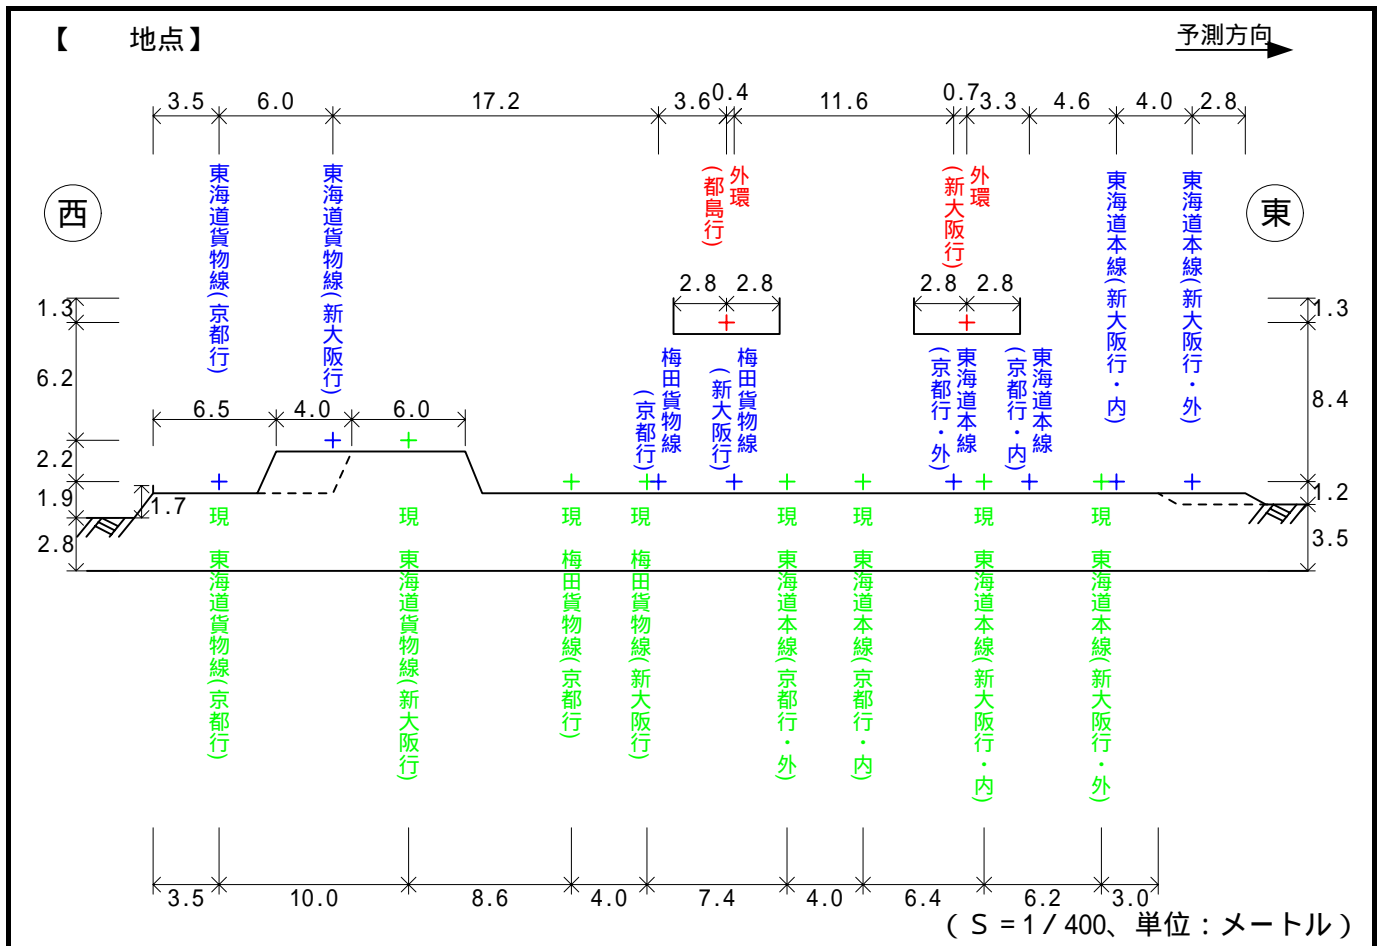 【　　地点】
予測方向
3.5
6.0
17.2
3.6
0.4
11.6
0.7
3.3
4.6
4.0
2.8
西
東
東海道貨物線(京都行)
東海道貨物線(新大阪行)
外環
(都島行)
外環
(新大阪行)
東海道本線(新大阪行・内)
東海道本線(新大阪行・外)
2.8
2.8
2.8
2.8
1.3
6.2
2.2
1.9
2.8
1.3
8.4
1.2
3.5
6.5
4.0
6.0
1.7
梅田貨物線
(京都行)
梅田貨物線
(新大阪行)
東海道本線
(京都行・外)
東海道本線
(京都行・内)
現　東海道貨物線(京都行)
現　東海道貨物線(新大阪行)
現　梅田貨物線(京都行)
現　梅田貨物線(新大阪行)
現　東海道本線(京都行・外)
現　東海道本線(京都行・内)
現　東海道本線(新大阪行・内)
現　東海道本線(新大阪行・外)
3.5
10.0
8.6
4.0
7.4
4.0
6.4
6.2
3.0
(S=1/400、単位：メートル)